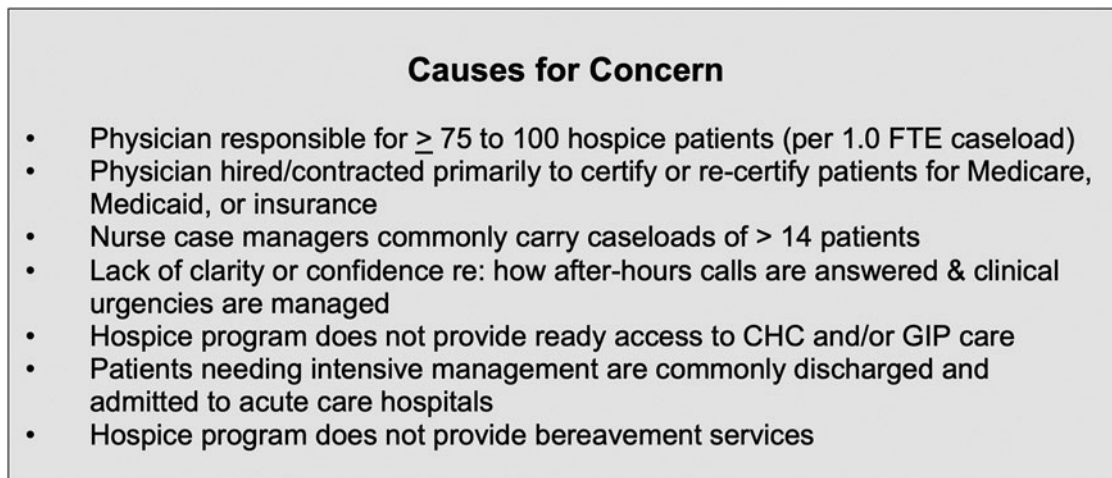 Causes for Concern
• Physician responsible for ≥ 75 to 100 hospice patients (per 1.0 FTE caseload)
• Physician hired/contracted primarily to certify or re-certify patients for Medicare,
Medicaid, or insurance
• Nurse case managers commonly carry caseloads of > 14 patients
• Lack of clarity or confidence re: how after-hours calls are answered & clinical
urgencies are managed
• Hospice program does not provide ready access to CHC and/or GIP care
• Patients needing intensive management are commonly discharged and
admitted to acute care hospitals
• Hospice program does not provide bereavement services